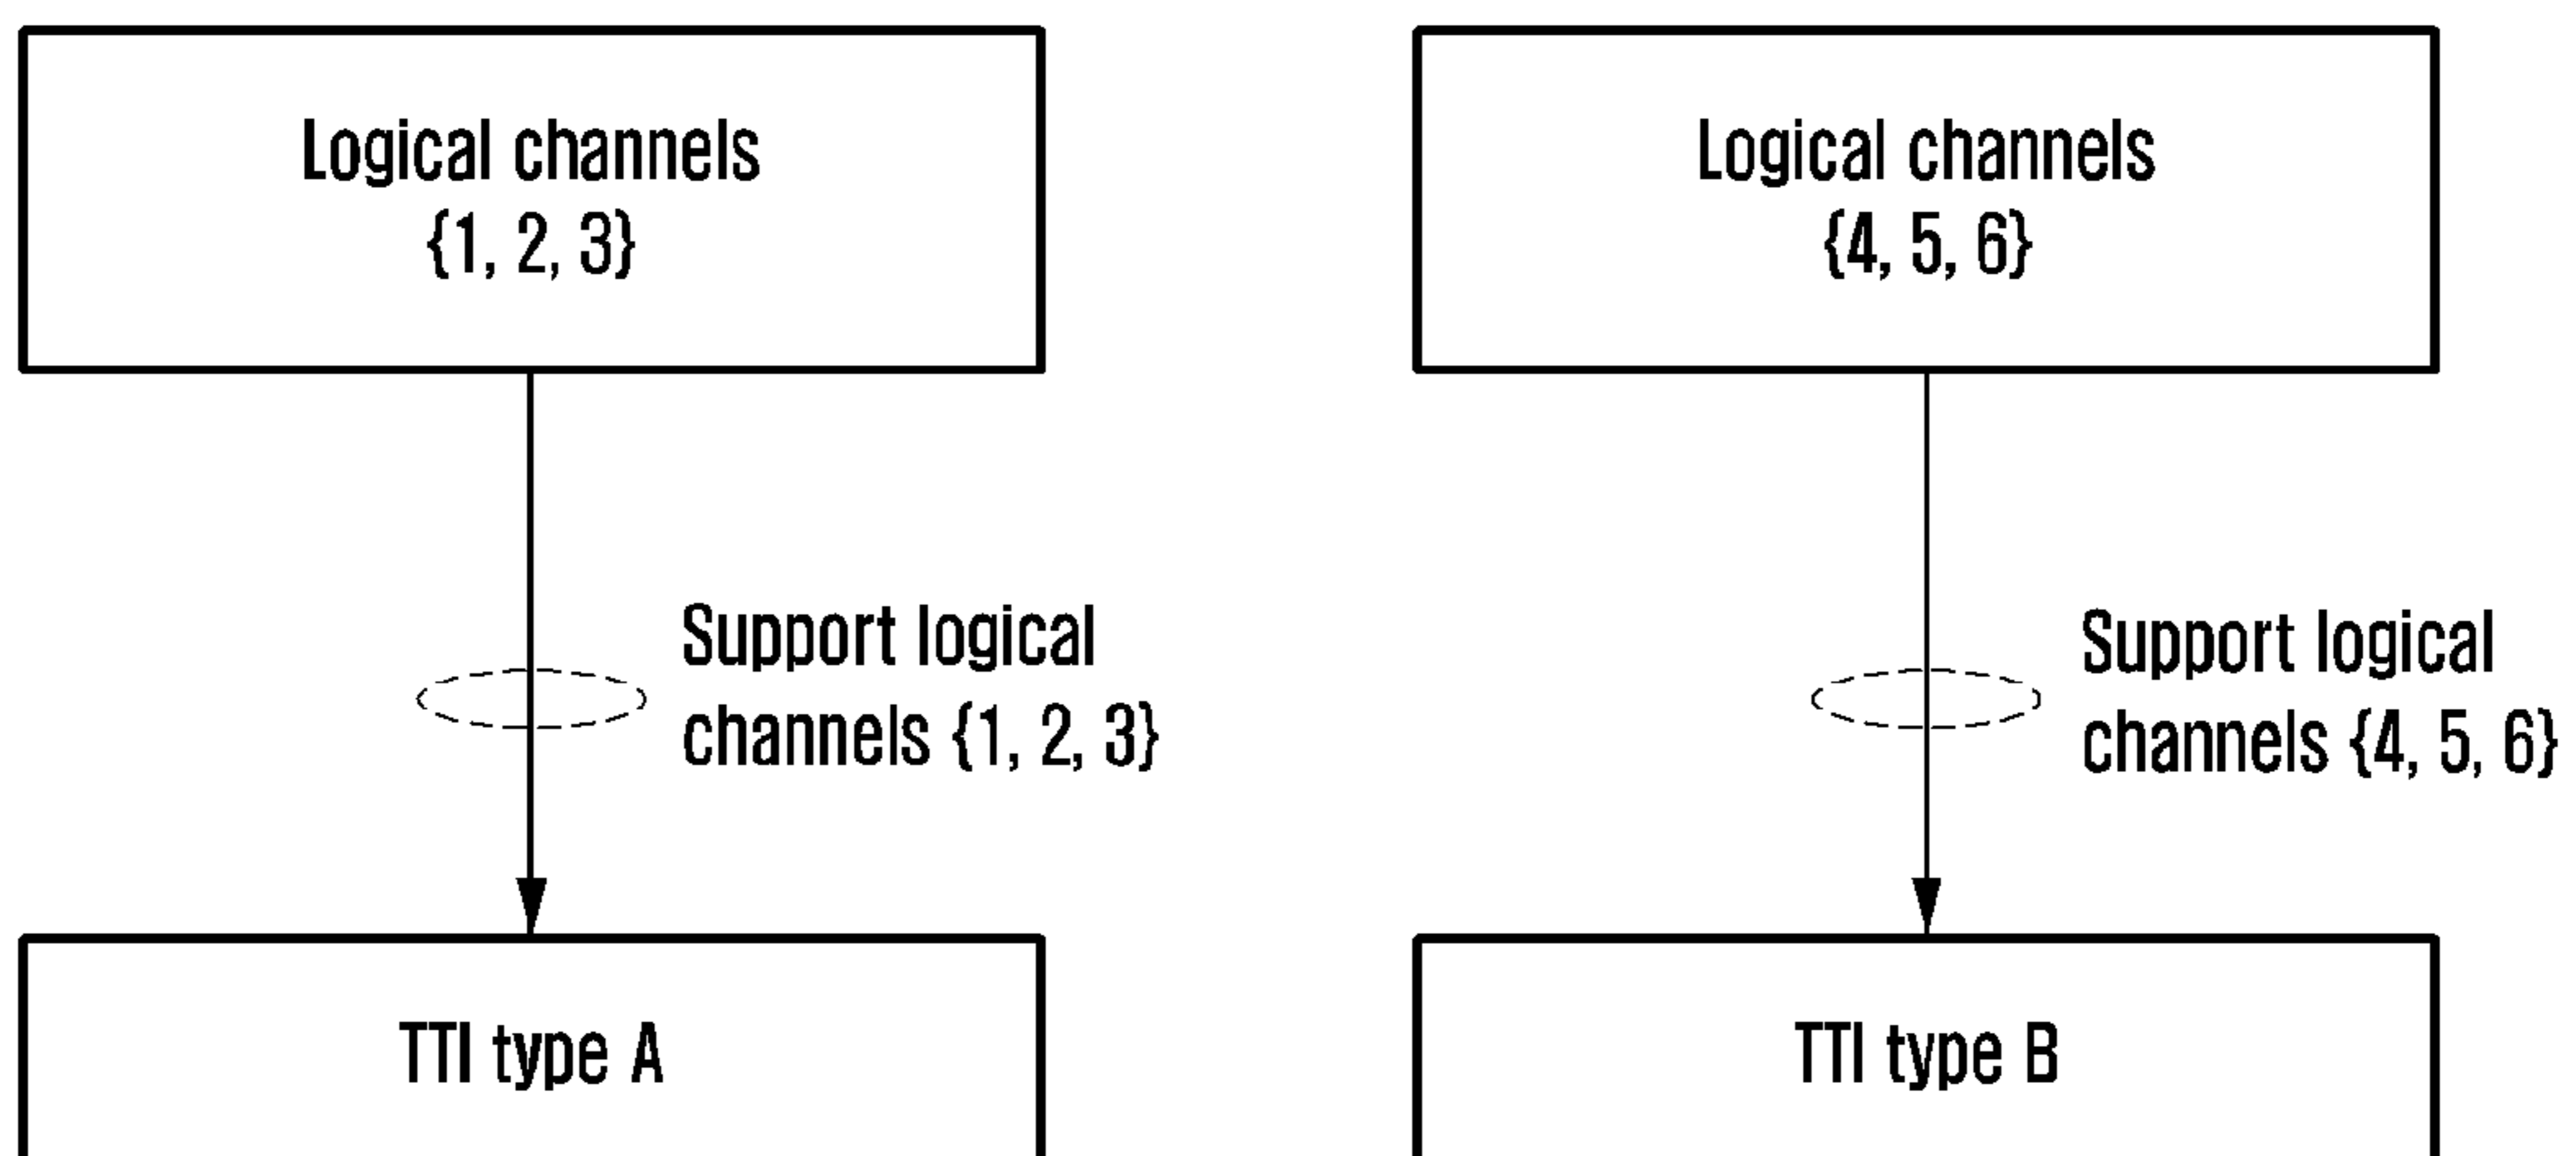 Logical channels
{1, 2, 3}
Logical channels
{4, 5, 6}
Support logical
channels {1, 2, 3}
Support logical
channels {4, 5, 6}
TTI type A
TTI type B